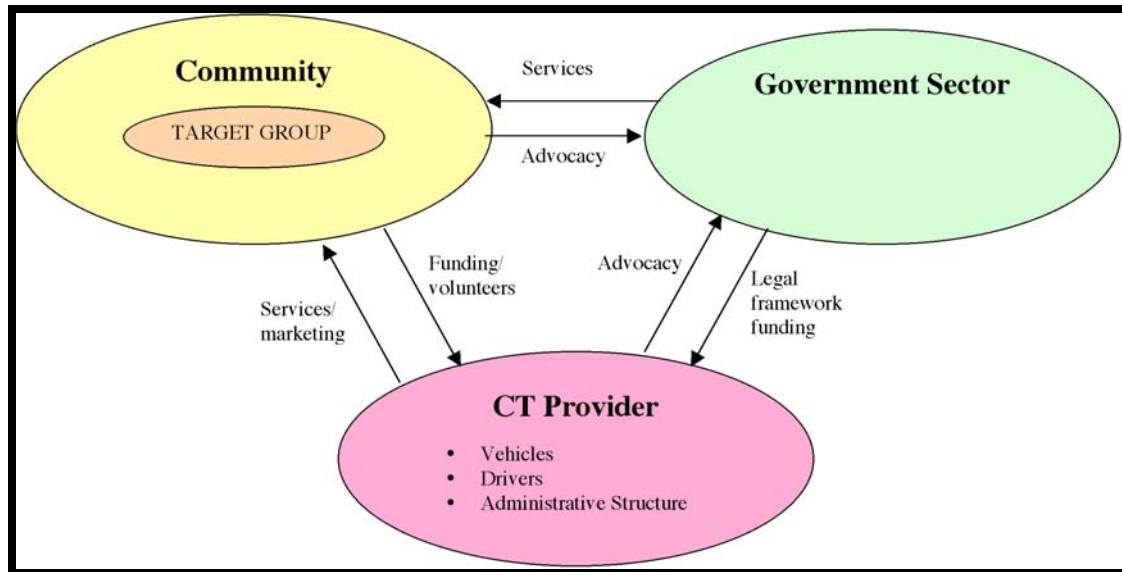 Community
TARGET GROUP
Services
Advocacy
Government Sector
Services/
marketing
Funding/
volunteers
Advocacy
Legal
framework
funding
CT Provider
• Vehicles
• Drivers
• Administrative Structure